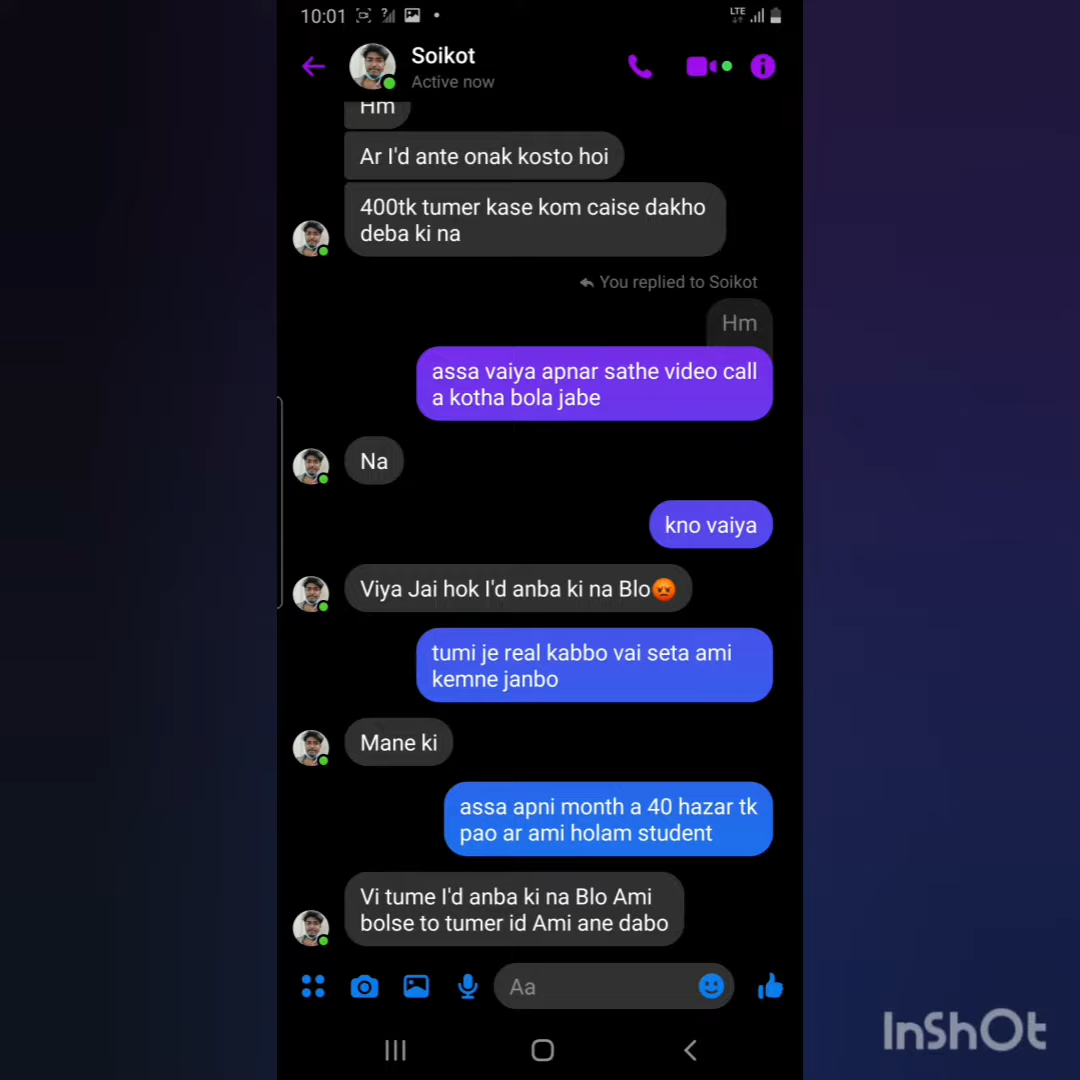 10:01
LTE
Soikot
Active now
Hm
Ar I'd ante onak kosto hoi
400tk tumer kase kom caise dakho
deba ki na
You replied to Soikot
Hm
assa vaiya apnar sathe video call
a kotha bola jabe
Na
kno vaiya
Viya Jai hok I'd anba ki na Blo😡
tumi je real kabbo vai seta ami
kemne janbo
Mane ki
assa apni month a 40 hazar tk
pao ar ami holam student
Vi tume I'd anba ki na Blo Ami
bolse to tumer id Ami ane dabo
Aa
InShOt